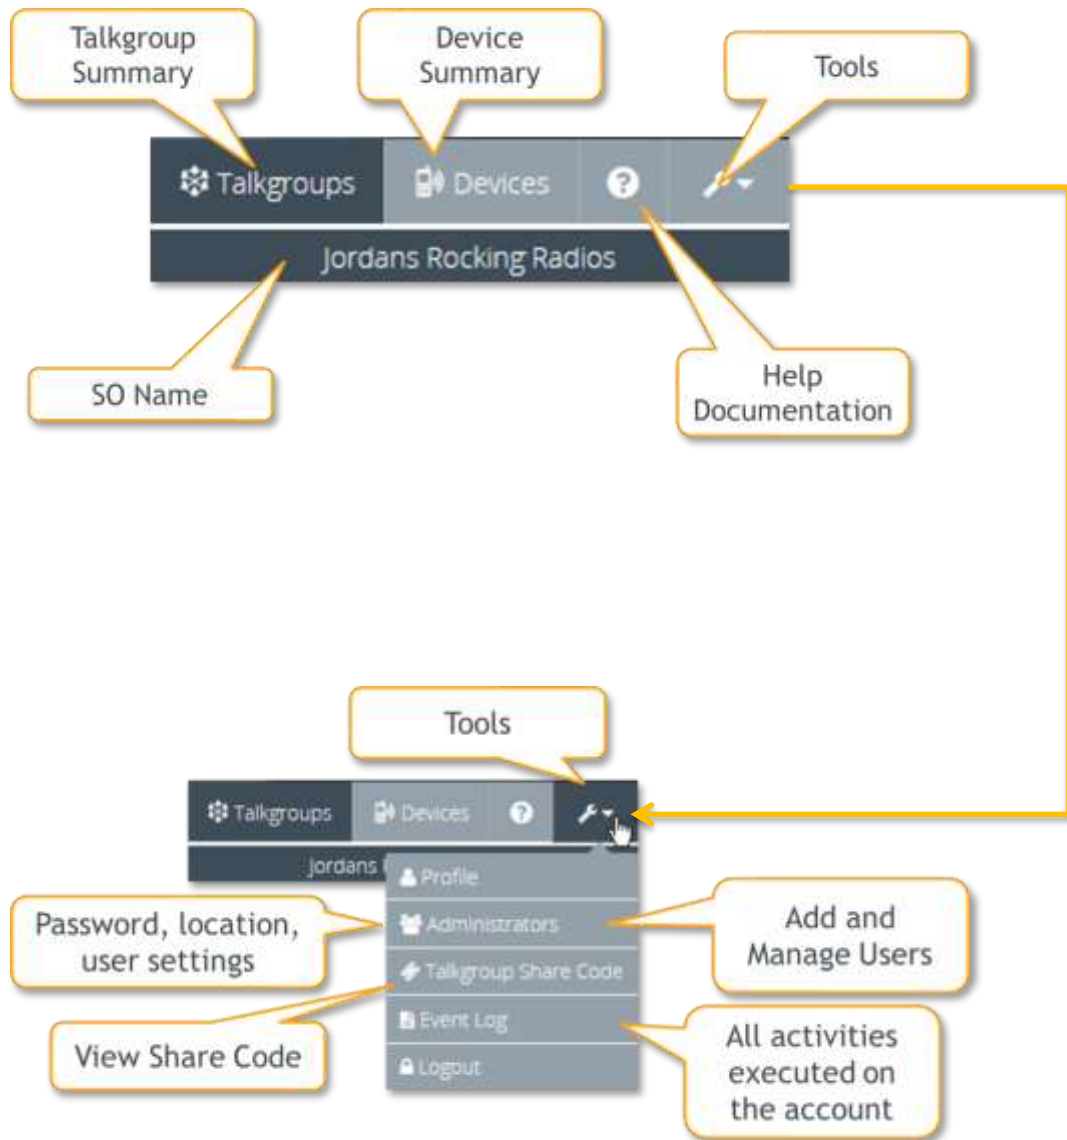 Talkgroup
Summary
Device
Summary
Tools
Talkgroups
Devices
?
Jordans Rocking Radios
SO Name
Help
Documentation
Tools
Talkgroups
Devices
?
Jordans
Profile
Password, location,
user settings
Administrators
Add and
Manage Users
Talkgroup Share Code
View Share Code
Event Log
All activities
executed on
the account
Logout